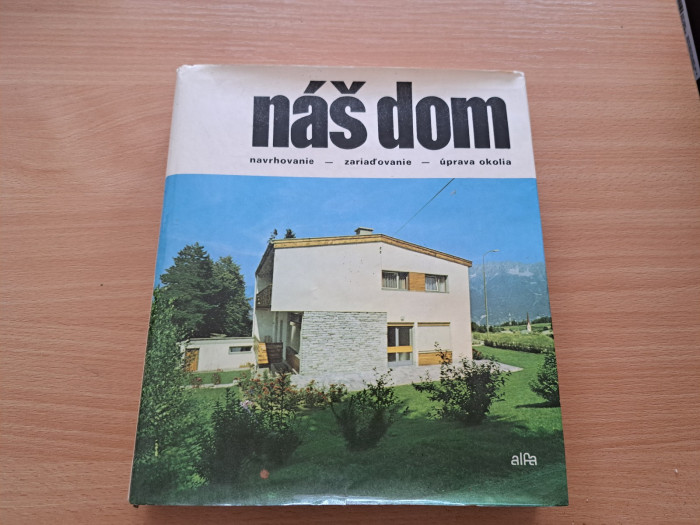 náš dom
navrhovanie — zariaďovanie — úprava okolia
alfa